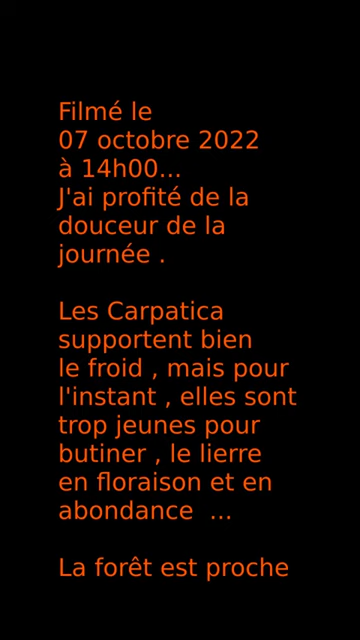 Filmé le
07 octobre 2022
à 14h00...
J'ai profité de la
douceur de la
journée .
Les Carpatica
supportent bien
le froid , mais pour
l'instant , elles sont
trop jeunes pour
butiner , le lierre
en floraison et en
abondance  ...
La forêt est proche